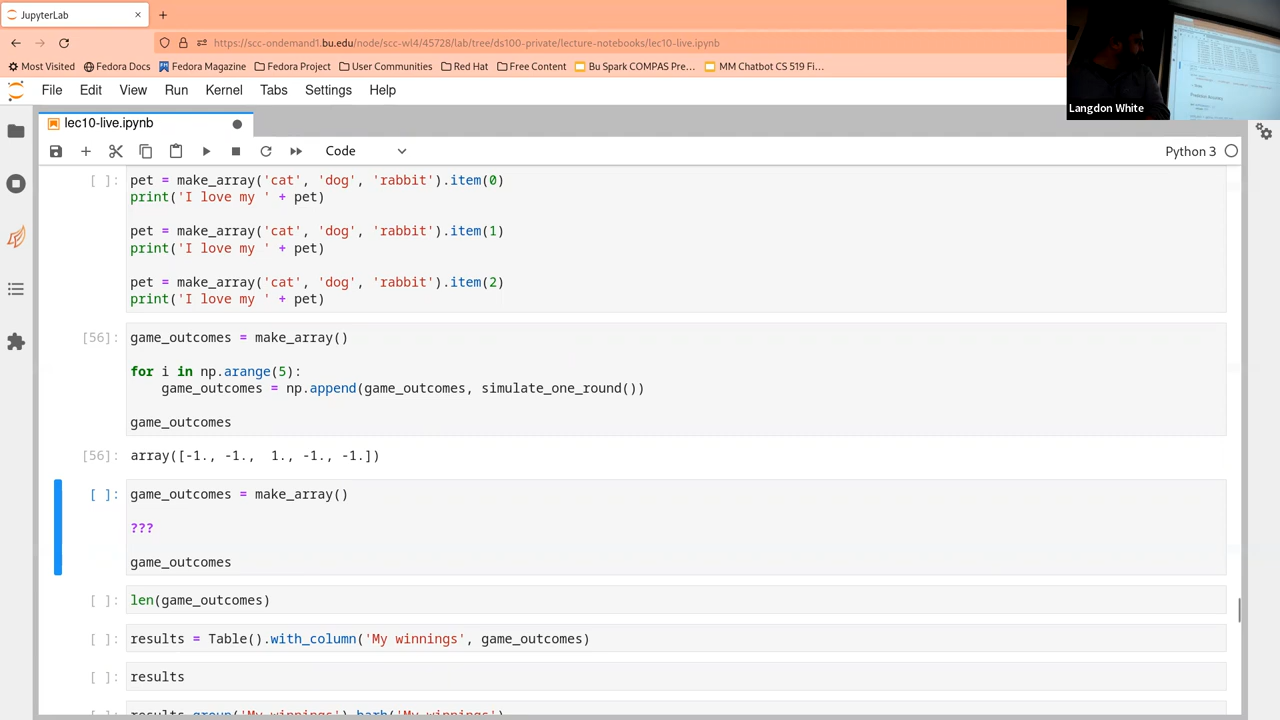 JupyterLab
https://scc-ondemand1.bu.edu/node/scc-wl4/45728/lab/tree/ds100-private/lecture-notebooks/lec10-live.ipynb
Most Visited Fedora Docs Fedora Magazine Fedora Project User Communities Red Hat Free Content Bu Spark COMPAS Pre... MM Chatbot CS 519 Fi...
Langdon White
File Edit View Run Kernel Tabs Settings Help
lec10-live.ipynb
Code Python 3
[ ]: pet = make_array('cat', 'dog', 'rabbit').item(0)
print('I love my ' + pet)
pet = make_array('cat', 'dog', 'rabbit').item(1)
print('I love my ' + pet)
pet = make_array('cat', 'dog', 'rabbit').item(2)
print('I love my ' + pet)
[56]: game_outcomes = make_array()
for i in np.arange(5):
game_outcomes = np.append(game_outcomes, simulate_one_round())
game_outcomes
[56]: array([-1., -1.,  1., -1., -1.])
[ ]: game_outcomes = make_array()
???
game_outcomes
[ ]: len(game_outcomes)
[ ]: results = Table().with_column('My winnings', game_outcomes)
[ ]: results
[ ]: results.group('My winnings').barh('My winnings')